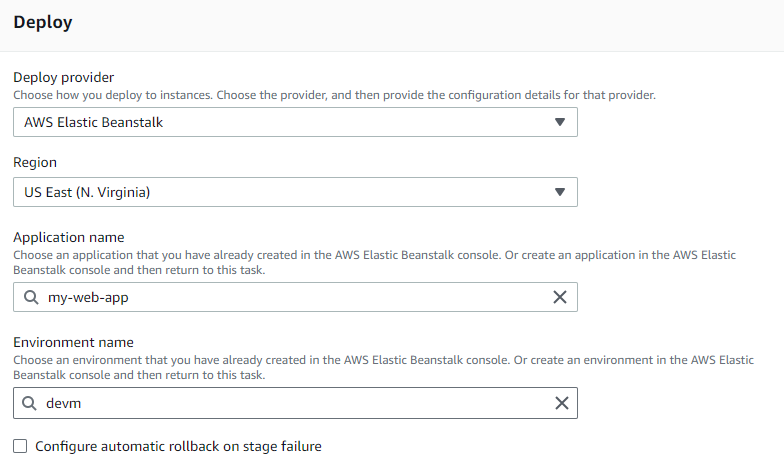 Deploy
Deploy provider
Choose how you deploy to instances. Choose the provider, and then provide the configuration details for that provider.
AWS Elastic Beanstalk
Region
US East (N. Virginia)
Application name
Choose an application that you have already created in the AWS Elastic Beanstalk console. Or create an application in the AWS Elastic
Beanstalk console and then return to this task.
my-web-app
Environment name
Choose an environment that you have already created in the AWS Elastic Beanstalk console. Or create an environment in the AWS Elastic
Beanstalk console and then return to this task.
devm
Configure automatic rollback on stage failure